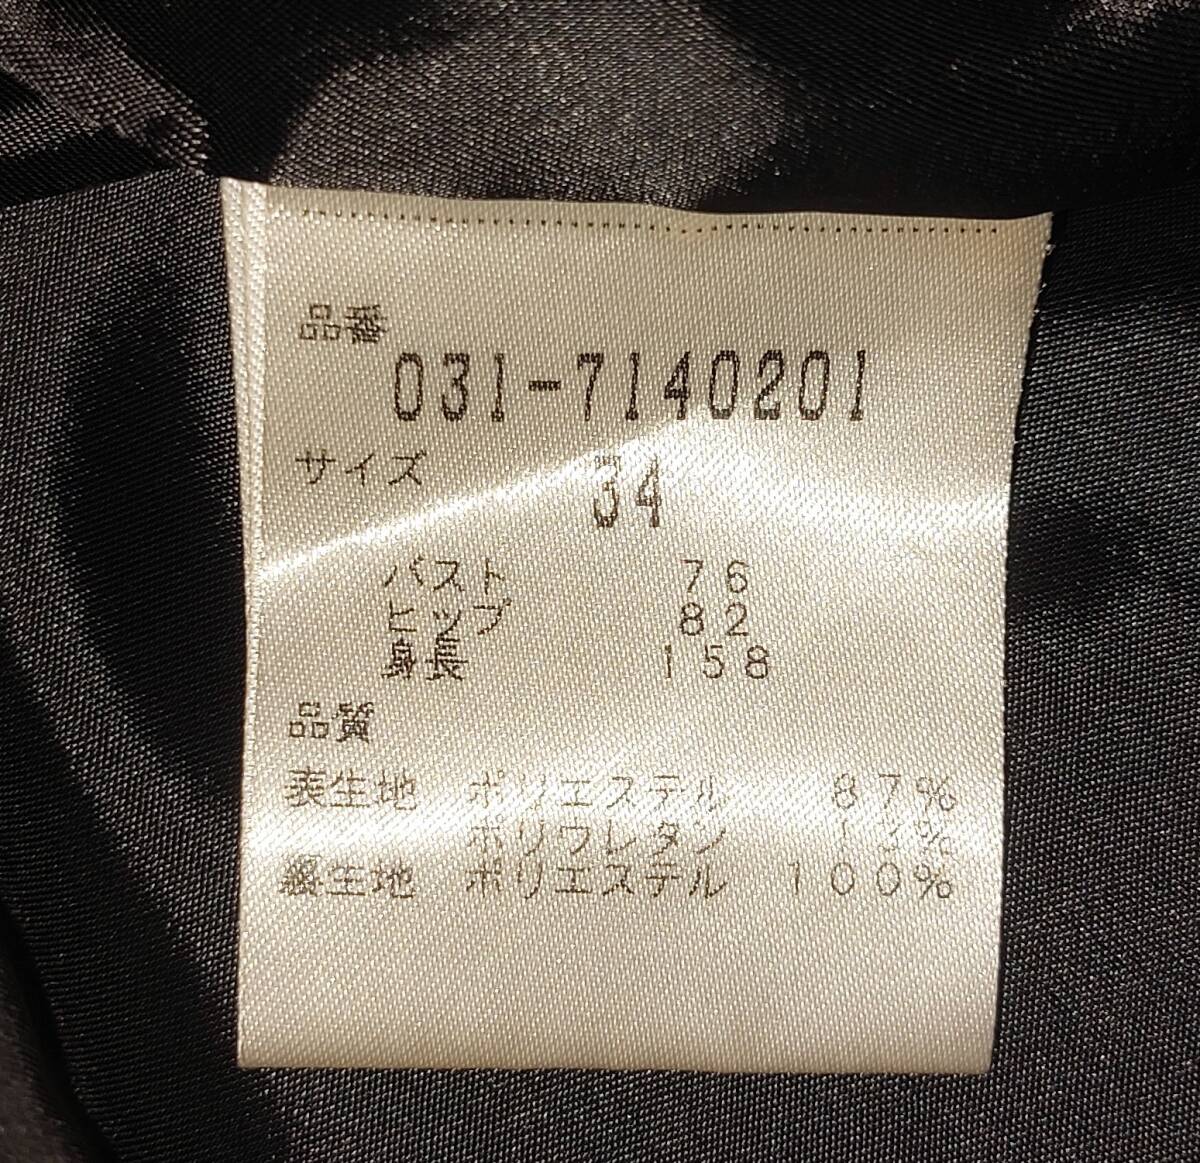 品番
031-7140201
サイズ 34
バスト 76
ヒップ 82
身長 158
品質
表生地 ポリエステル 87%
ポリウレタン 13%
裏生地 ポリエステル 100%